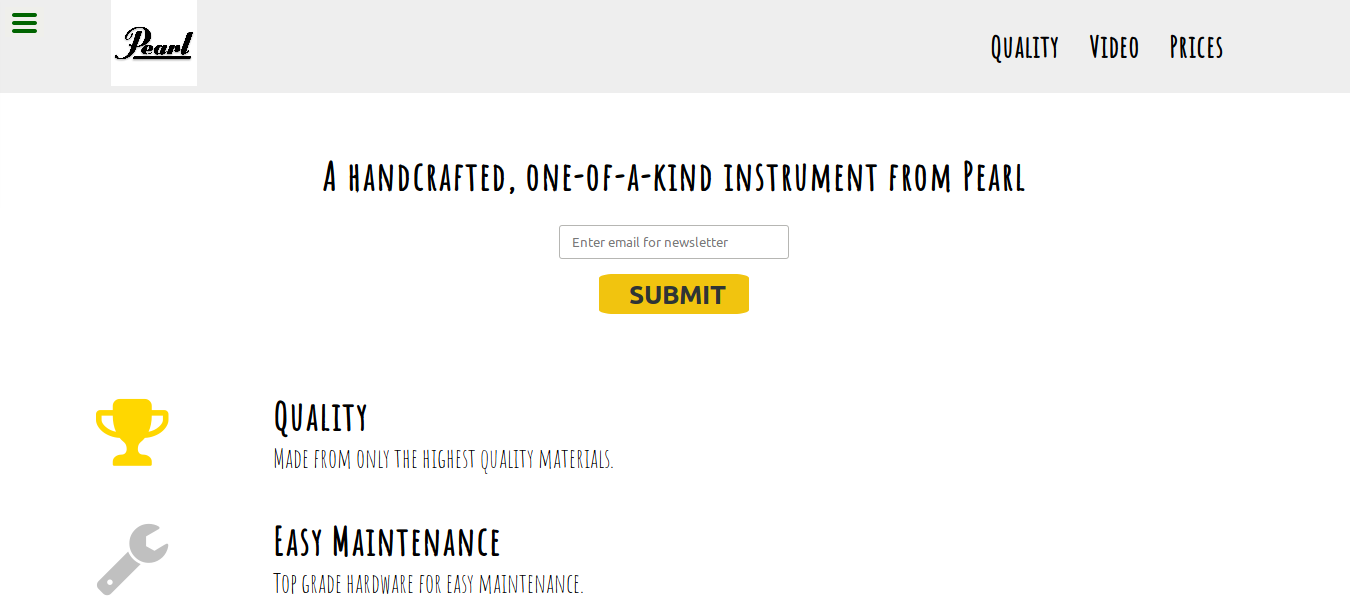 Pearl
Quality Video Prices
A handcrafted, one-of-a-kind instrument from Pearl
Enter email for newsletter
SUBMIT
Quality
Made from only the highest quality materials.
Easy Maintenance
Top grade hardware for easy maintenance.